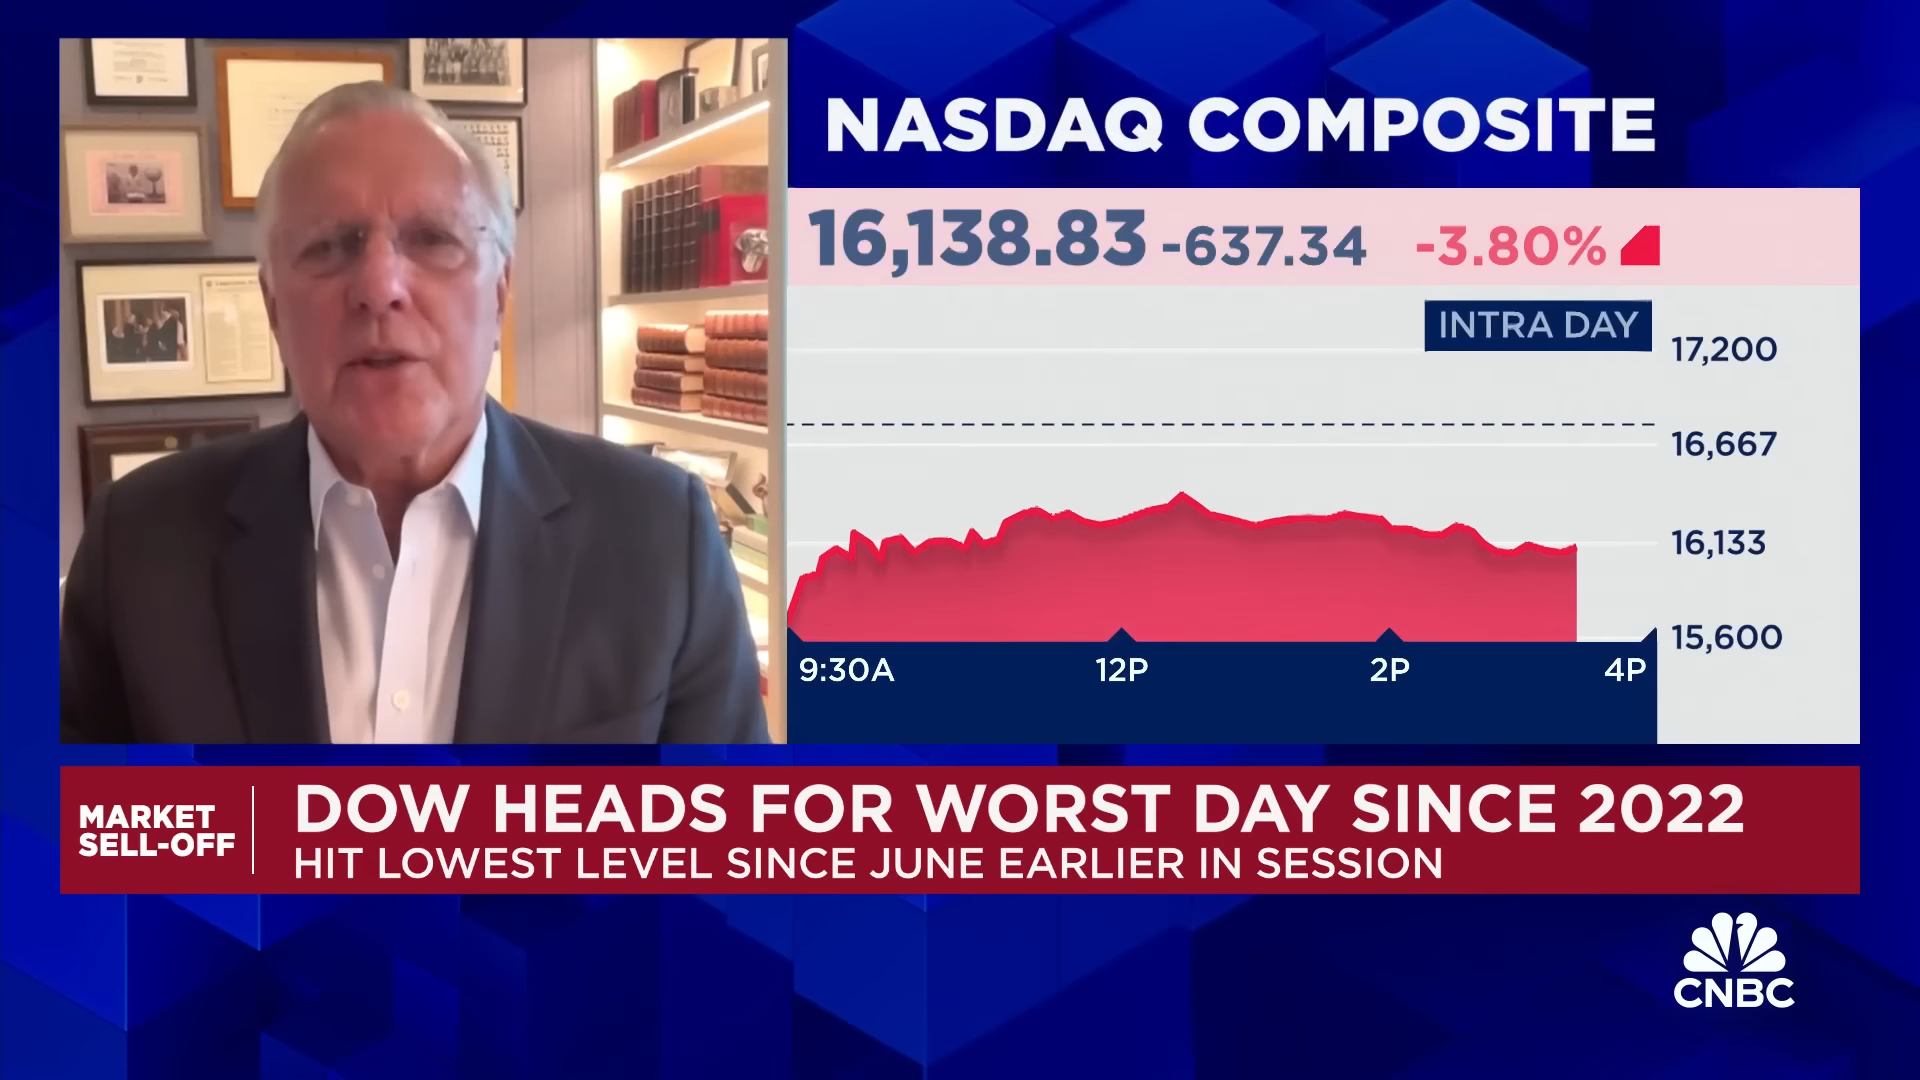 NASDAQ COMPOSITE
16,138.83 -637.34 -3.80%
INTRA DAY
17,200
16,667
16,133
15,600
9:30A 12P 2P 4P
MARKET
SELL-OFF
DOW HEADS FOR WORST DAY SINCE 2022
HIT LOWEST LEVEL SINCE JUNE EARLIER IN SESSION
CNBC